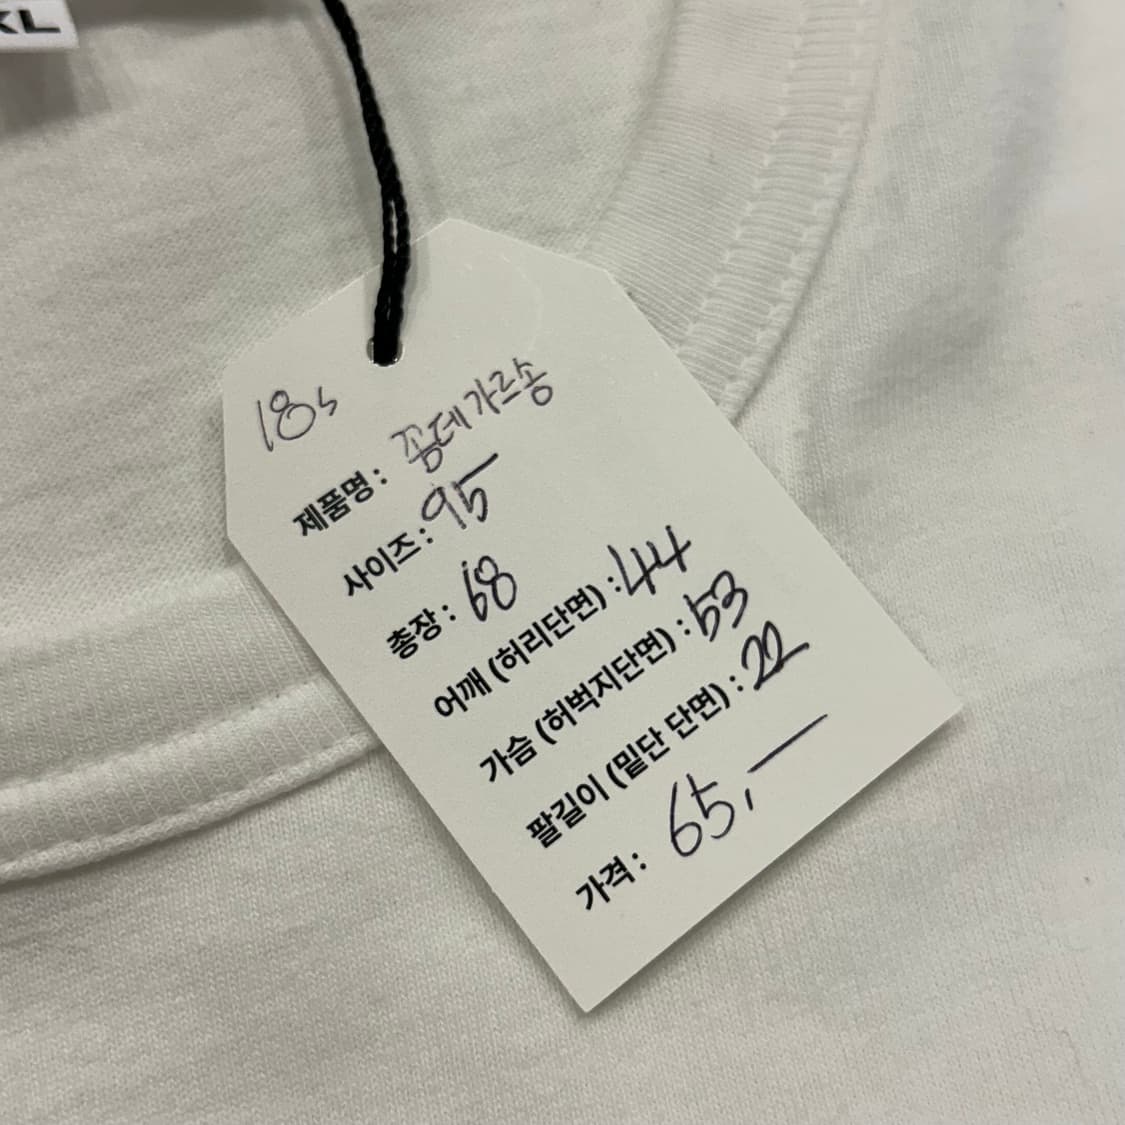 XL
18s
제품명 : 꼼데가르송
사이즈 : 95
총장 : 68
어깨 (허리단면) : 44
가슴 (허벅지단면) : 53
팔길이 (밑단 단면) : 22
가격 : 65,—